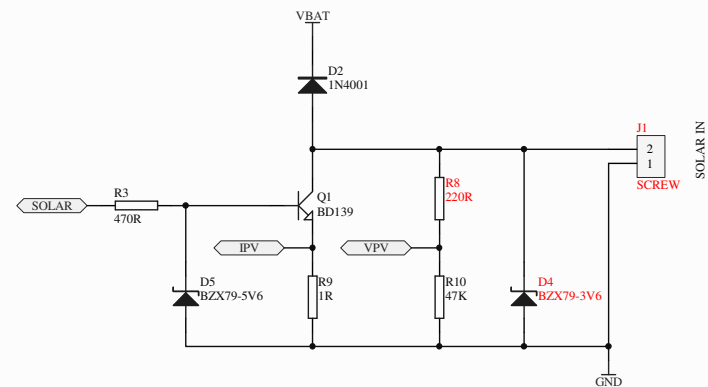 VBAT
D2
1N4001
J1
2
1
SCREW
SOLAR IN
R3
SOLAR
470R
Q1
BD139
R8
220R
IPV
VPV
D5
BZX79-5V6
R9
1R
R10
47K
D4
BZX79-3V6
GND